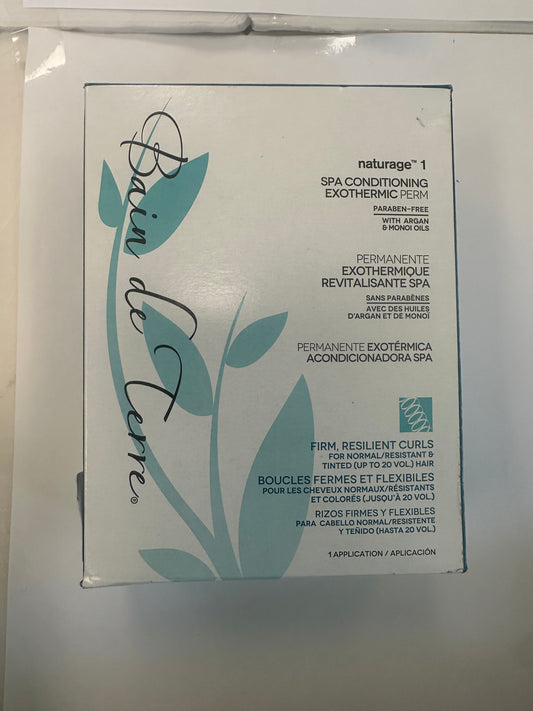 Bain de Terre®
naturage™ 1
SPA CONDITIONING
EXOTHERMIC PERM
PARABEN-FREE
WITH ARGAN
& MONOI OILS
PERMANENTE
EXOTHERMIQUE
REVITALISANTE SPA
SANS PARABÈNES
AVEC DES HUILES
D'ARGAN ET DE MONOÏ
PERMANENTE EXOTÉRMICA
ACONDICIONADORA SPA
FIRM, RESILIENT CURLS
FOR NORMAL/RESISTANT &
TINTED (UP TO 20 VOL) HAIR
BOUCLES FERMES ET FLEXIBILES
POUR LES CHEVEUX NORMAUX/RÉSISTANTS
ET COLORÉS (JUSQU'À 20 VOL.)
RIZOS FIRMES Y FLEXIBLES
PARA CABELLO NORMAL/RESISTENTE
Y TEÑIDO (HASTA 20 VOL.)
1 APPLICATION / APLICACIÓN